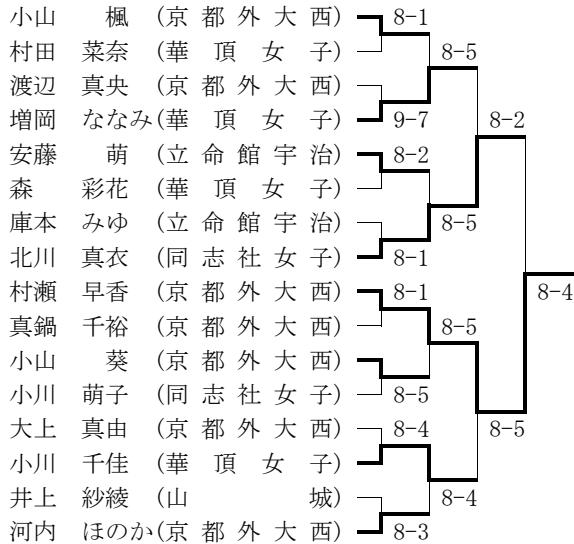 小山 楓 (京都外大西) 8-1
村田 菜奈 (華頂女子) 8-5
渡辺 真央 (京都外大西)
増岡 ななみ(華頂女子) 9-7 8-2
安藤 萌 (立命館宇治) 8-2
森 彩花 (華頂女子)
庫本 みゆ (立命館宇治) 8-5
北川 真衣 (同志社女子) 8-1
村瀬 早香 (京都外大西) 8-1 8-4
真鍋 千裕 (京都外大西) 8-5
小山 葵 (京都外大西)
小川 萌子 (同志社女子) 8-5
大上 真由 (京都外大西) 8-4 8-5
小川 千佳 (華頂女子)
井上 紗綾 (山城) 8-4
河内 ほのか(京都外大西) 8-3